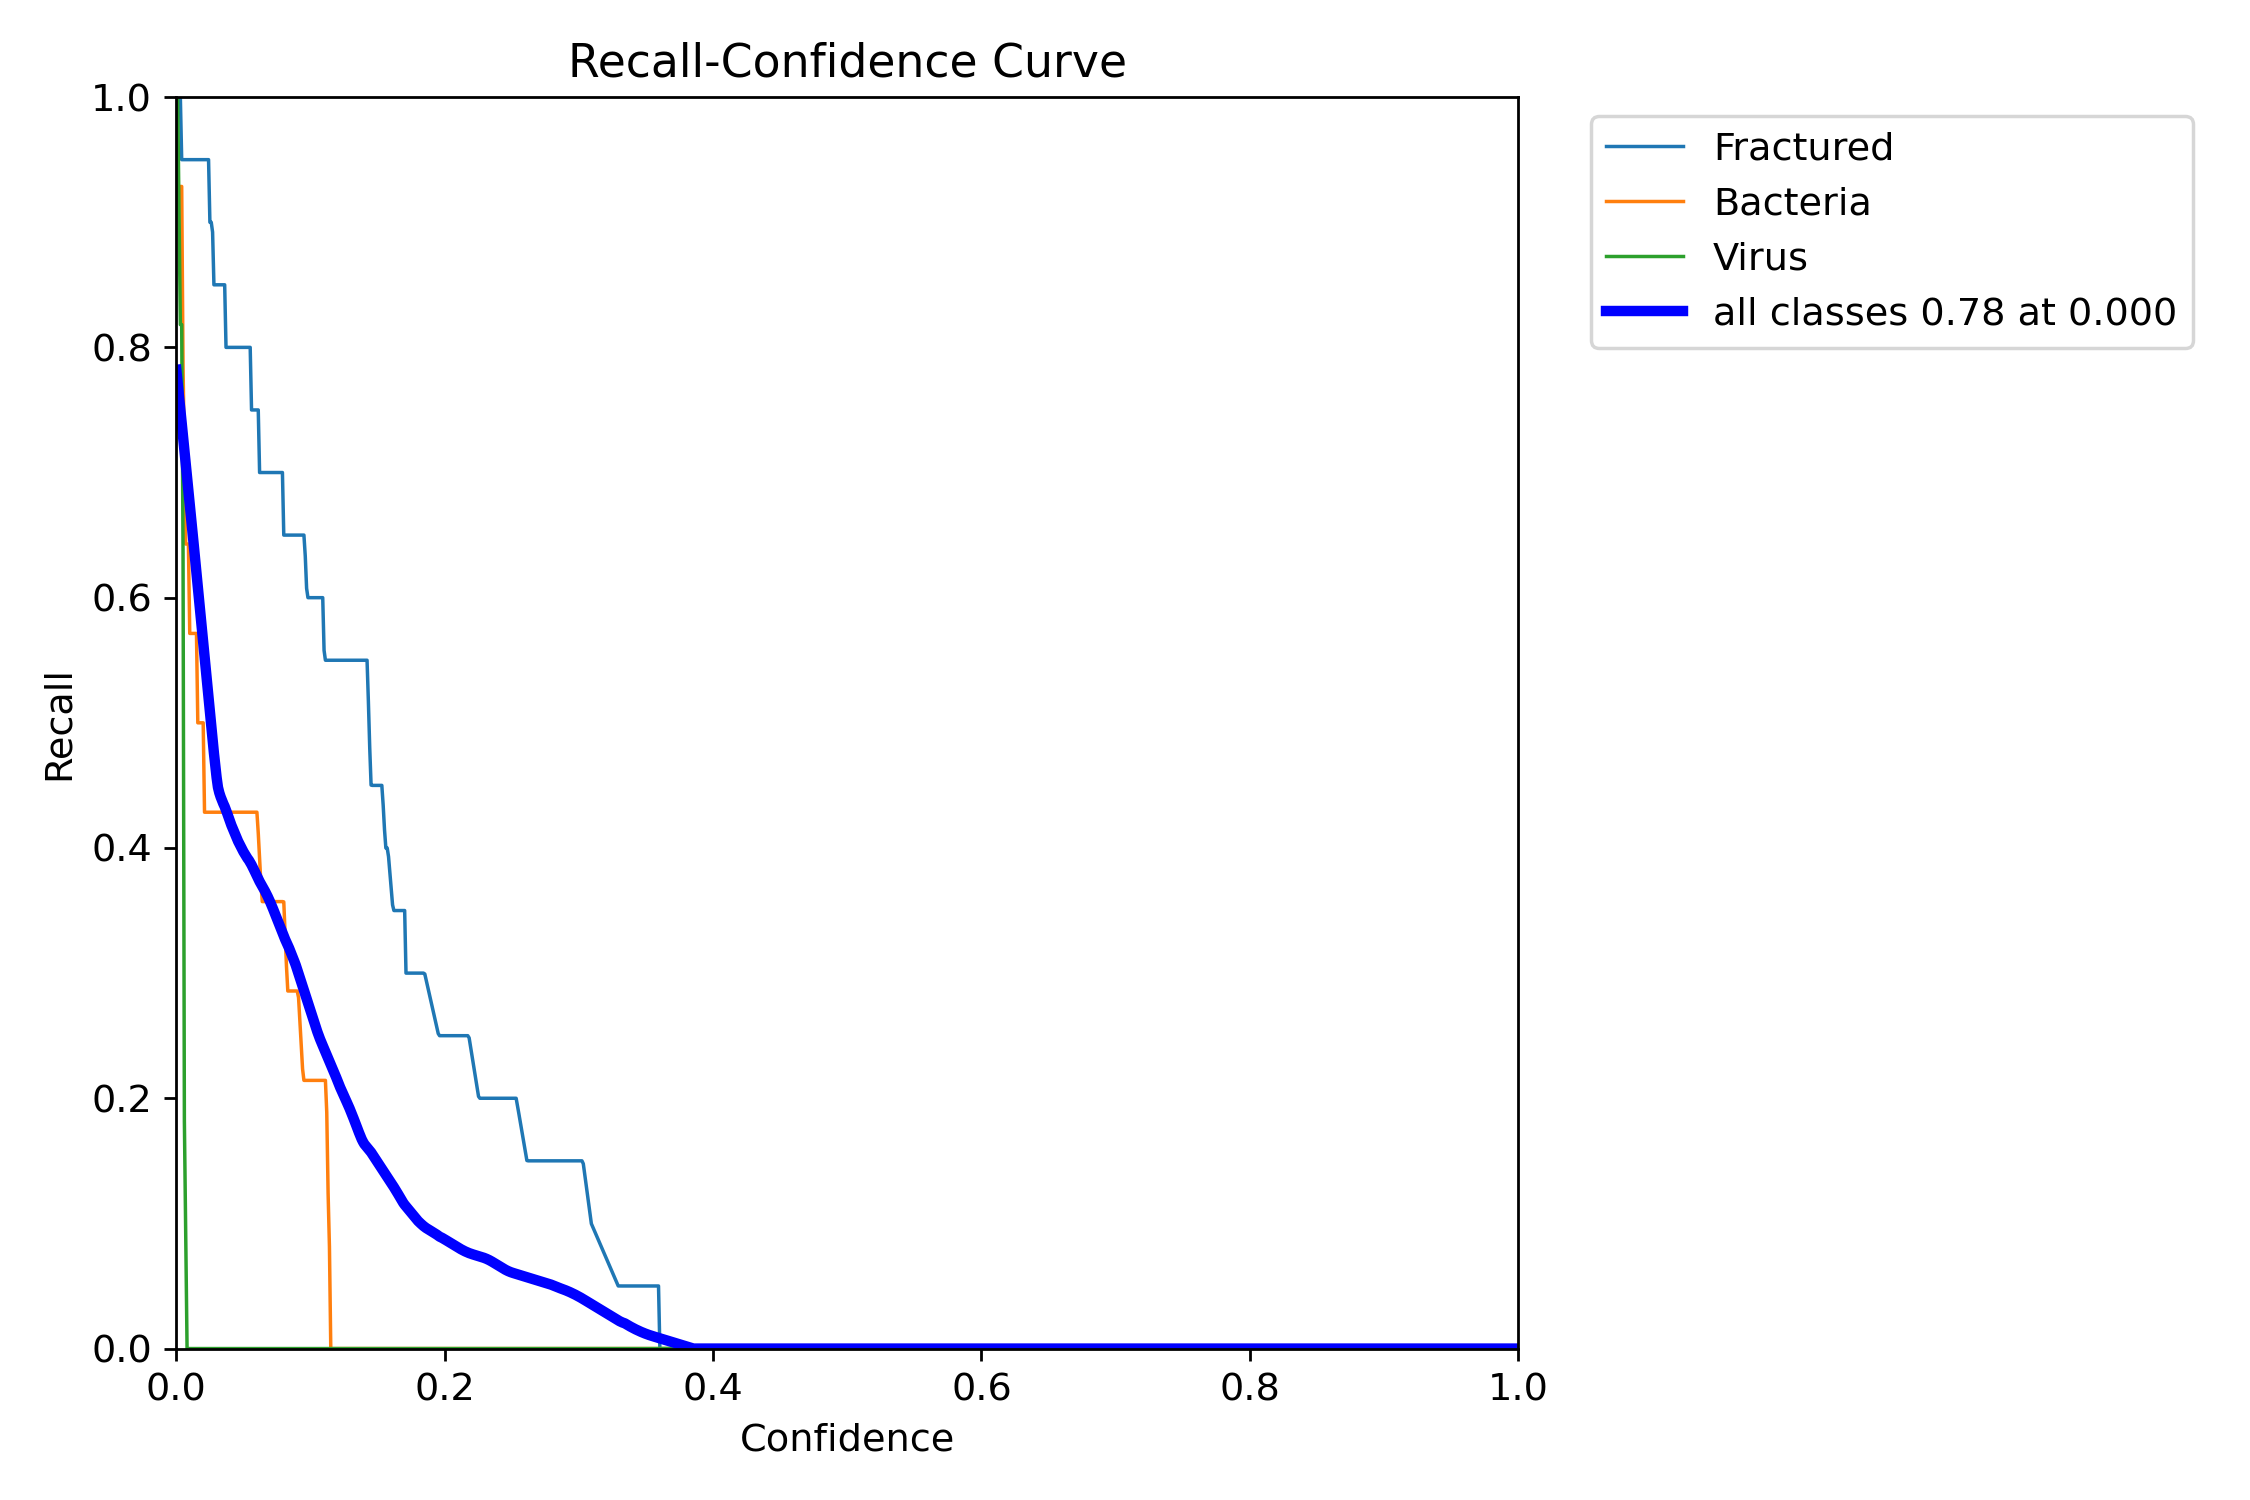 Recall-Confidence Curve
1.0
0.8
0.6
0.4
0.2
0.0
Recall
0.0 0.2 0.4 0.6 0.8 1.0
Confidence
Fractured
Bacteria
Virus
all classes 0.78 at 0.000